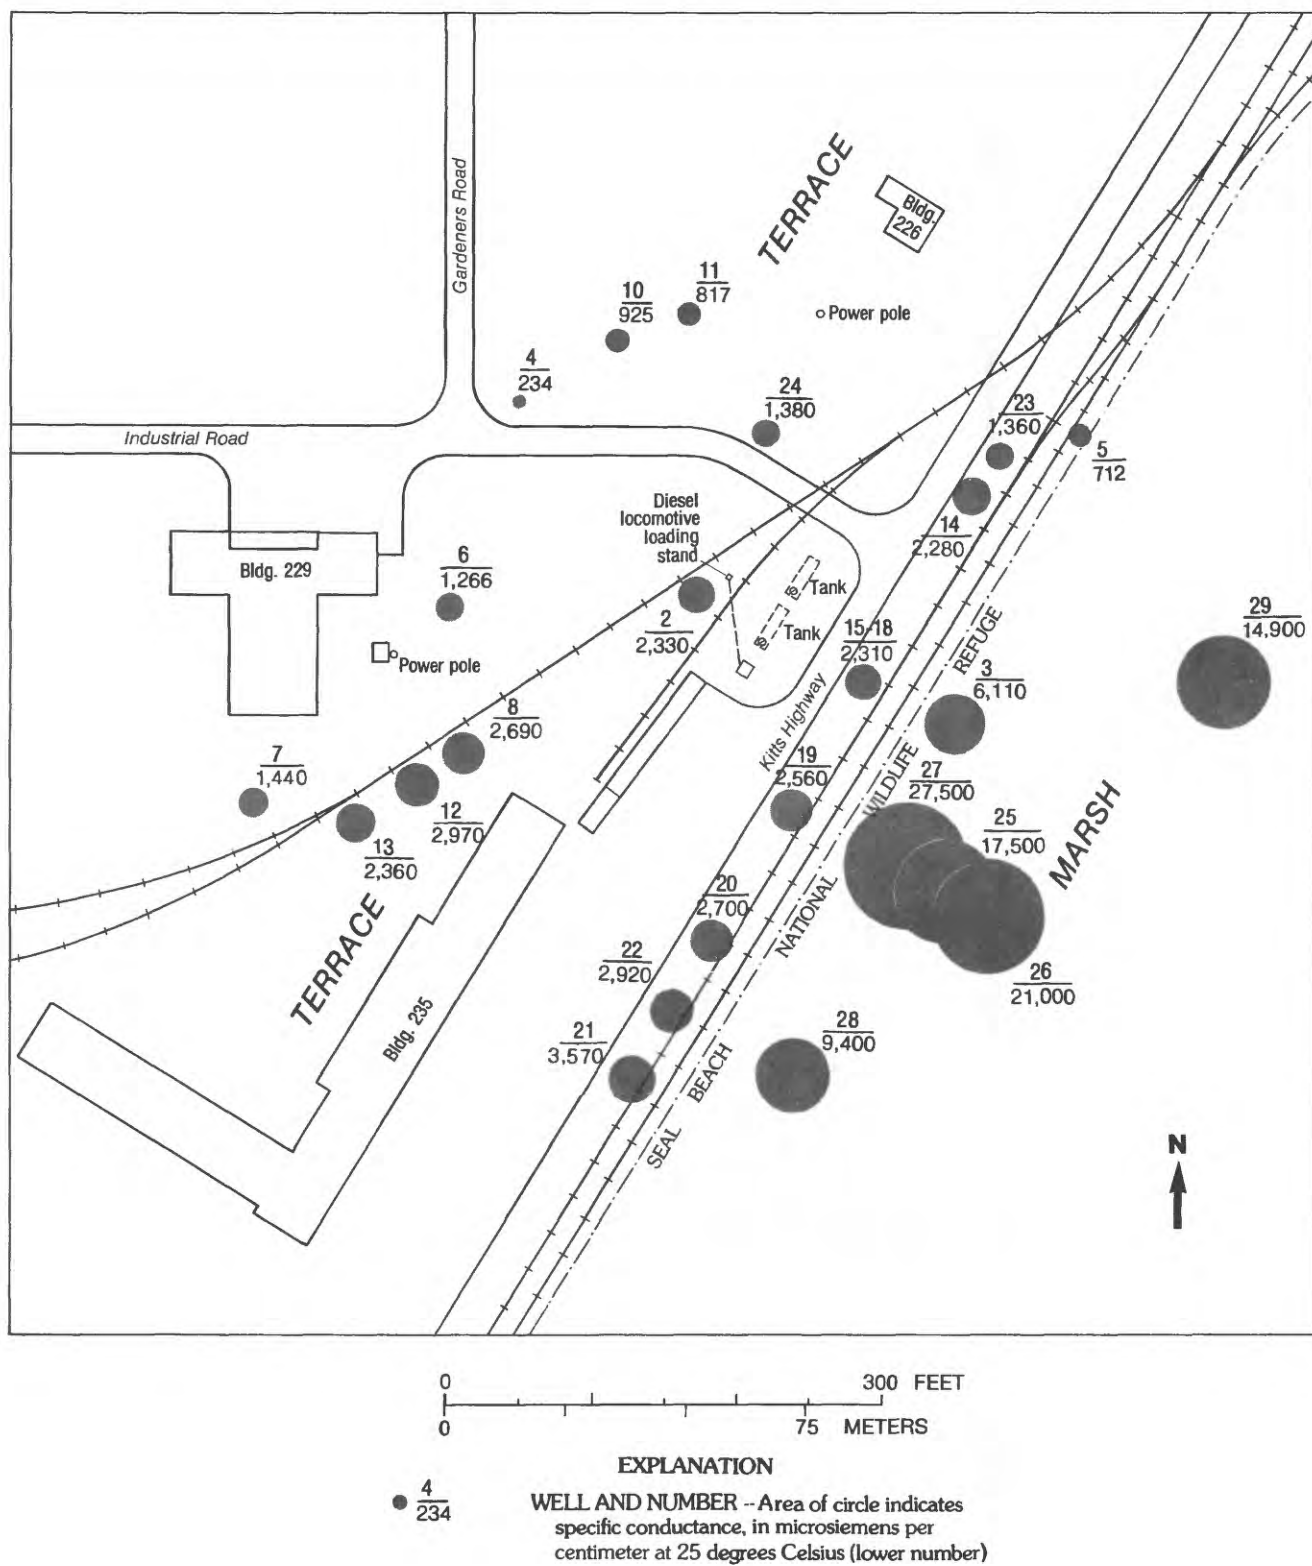 Gardeners Road
TERRACE
Bldg.
226
11
817
10
925
Power pole
4
234
24
1,380
23
1,360
Industrial Road
5
712
Diesel
locomotive
loading
stand
14
2,280
6
1,266
Bldg. 229
Tank
Tank
2
2,330
15-18
2,310
29
14,900
REFUGE
3
6,110
Power pole
Kitts Highway
8
2,690
7
1,440
19
2,560
WILDLIFE
27
27,500
12
2,970
13
2,360
25
17,500
MARSH
TERRACE
20
2,700
NATIONAL
22
2,920
26
21,000
Bldg. 235
21
3,570
28
9,400
BEACH
SEAL
N
0 300 FEET
0 75 METERS
EXPLANATION
4
234
WELL AND NUMBER -- Area of circle indicates
specific conductance, in microsiemens per
centimeter at 25 degrees Celsius (lower number)